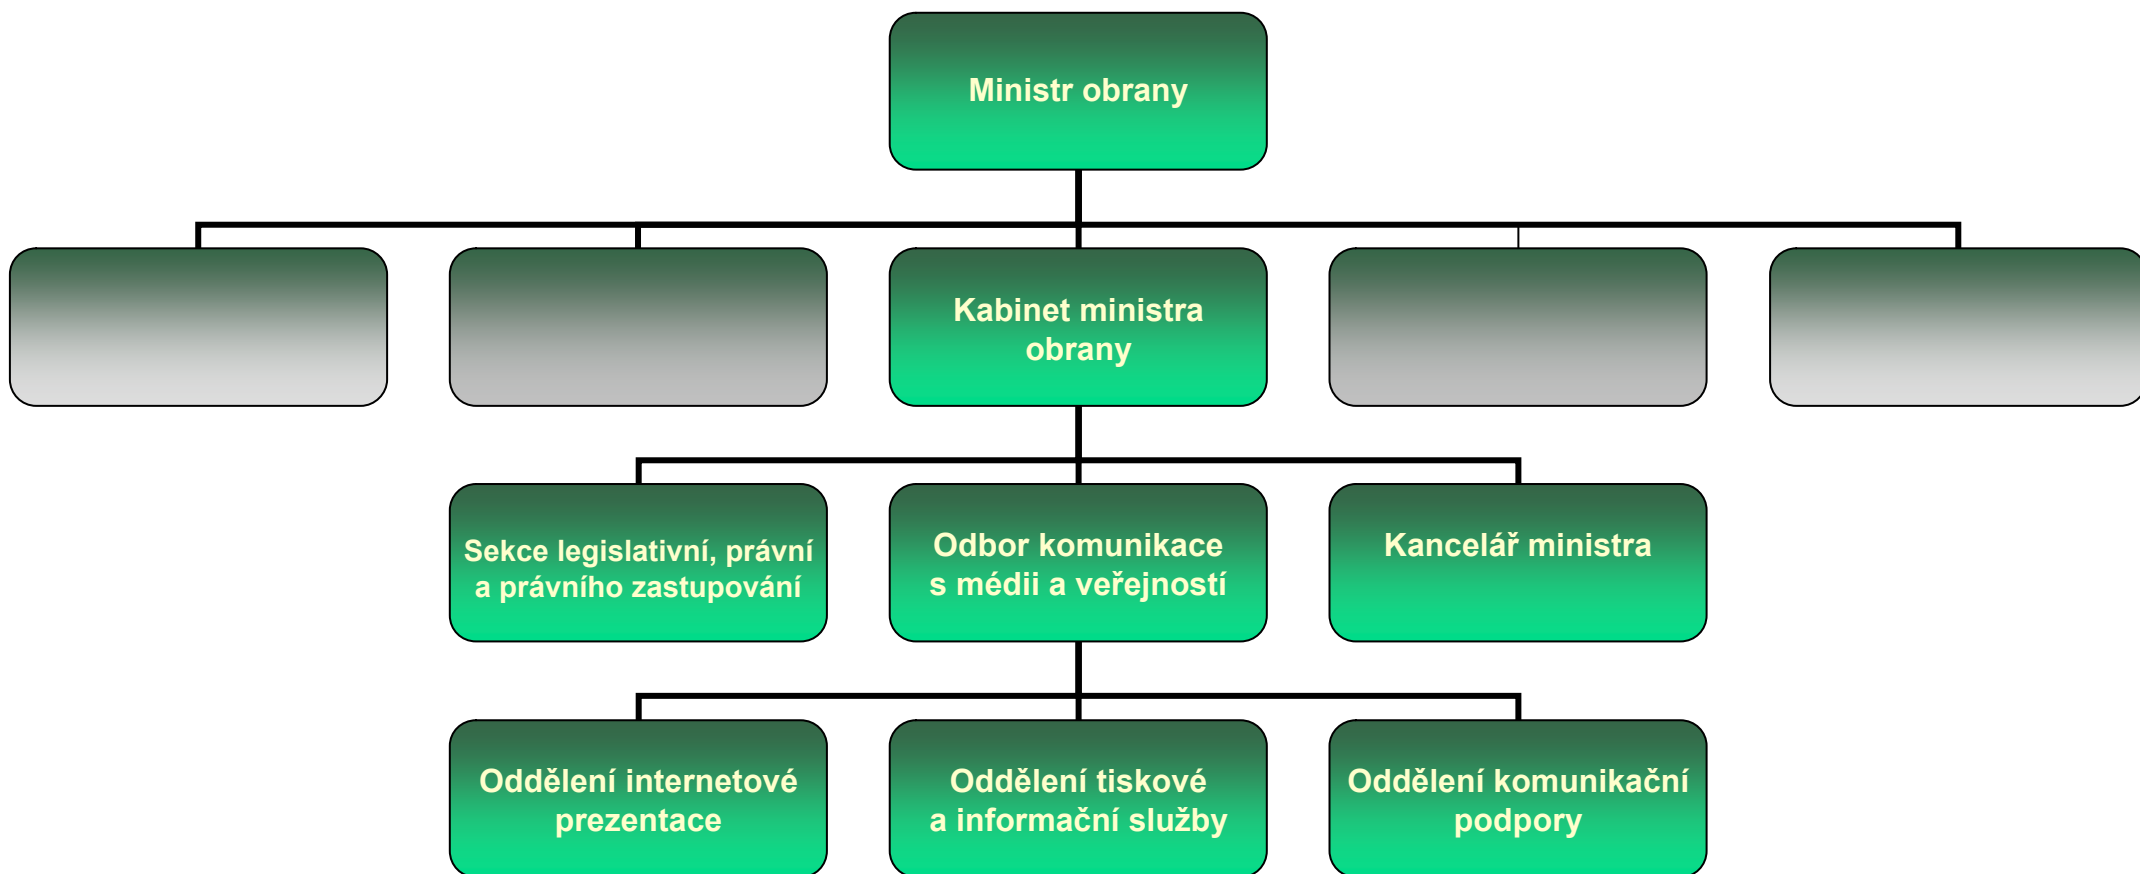 Ministr obrany
Kabinet ministra
obrany
Sekce legislativní, právní
a právního zastupování
Odbor komunikace
s médii a veřejností
Kancelář ministra
Oddělení internetové
prezentace
Oddělení tiskové
a informační služby
Oddělení komunikační
podpory